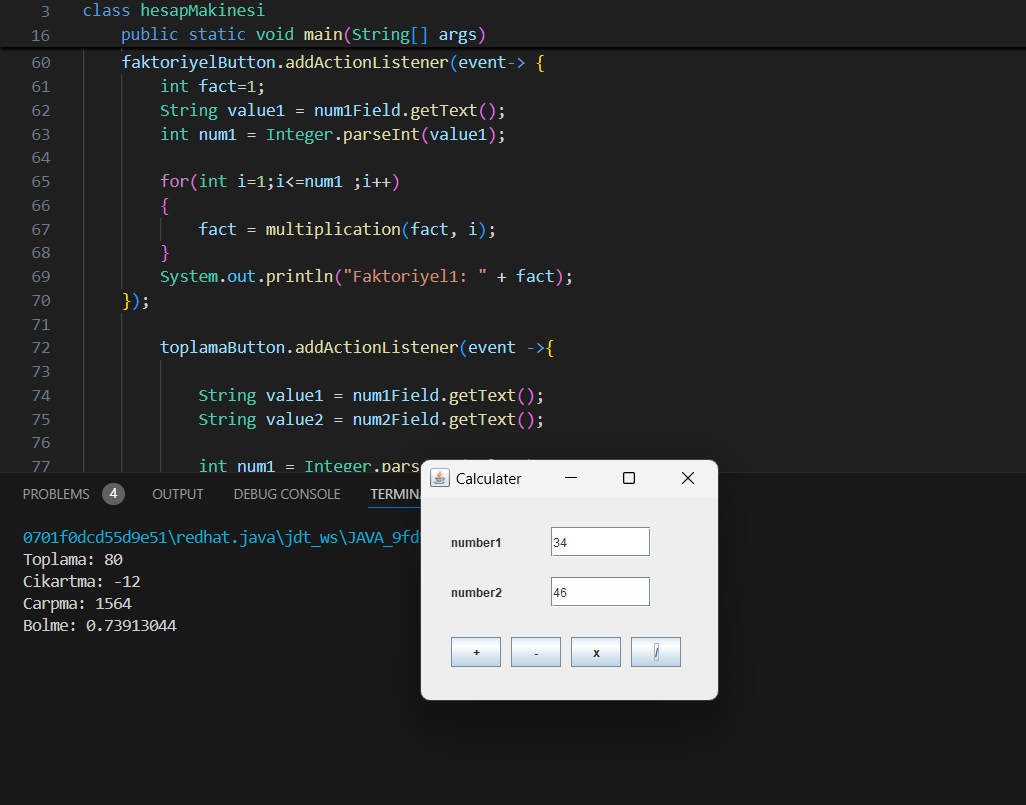 3 class hesapMakinesi
16 public static void main(String[] args)
60 faktoriyelButton.addActionListener(event-> {
61 int fact=1;
62 String value1 = num1Field.getText();
63 int num1 = Integer.parseInt(value1);
64
65 for(int i=1;i<=num1 ;i++)
66 {
67 fact = multiplication(fact, i);
68 }
69 System.out.println("Faktoriyel1: " + fact);
70 });
71
72 toplamaButton.addActionListener(event ->{
73
74 String value1 = num1Field.getText();
75 String value2 = num2Field.getText();
76
77 int num1 = Integer.pars
PROBLEMS 4 OUTPUT DEBUG CONSOLE TERMINA
0701f0dcd55d9e51\redhat.java\jdt_ws\JAVA_9fd
Toplama: 80
Cikartma: -12
Carpma: 1564
Bolme: 0.73913044
Calculater
number1 34
number2 46
+ - x /